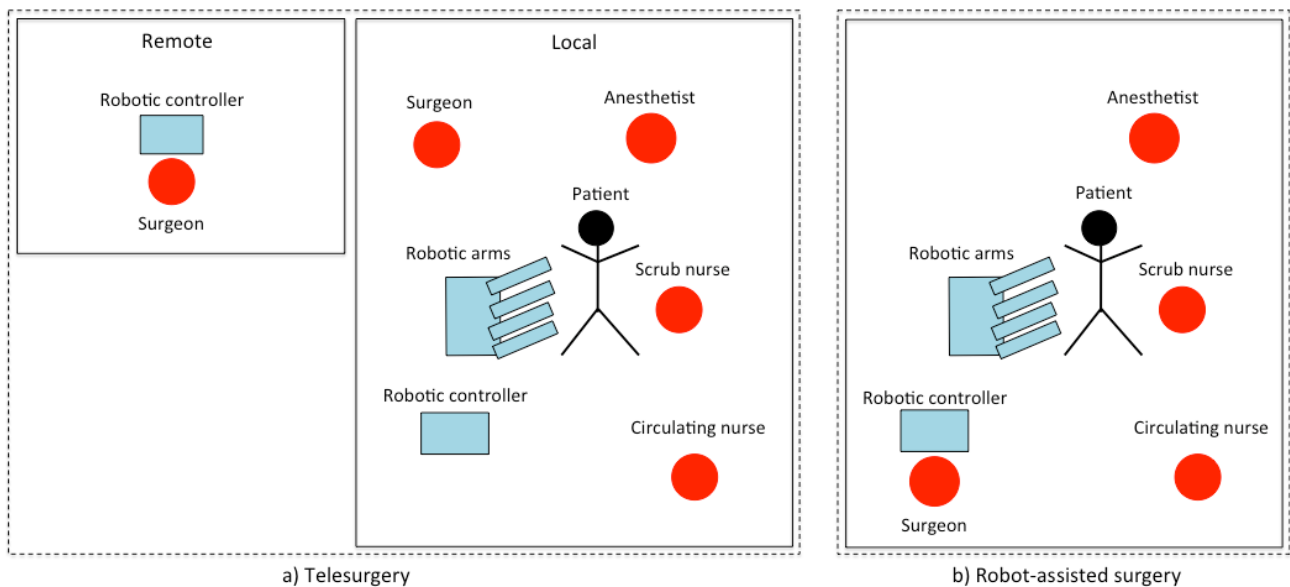 Remote
Robotic controller
Surgeon
Local
Surgeon
Anesthetist
Patient
Robotic arms
Scrub nurse
Robotic controller
Circulating nurse
a) Telesurgery
Anesthetist
Patient
Robotic arms
Scrub nurse
Robotic controller
Circulating nurse
Surgeon
b) Robot-assisted surgery